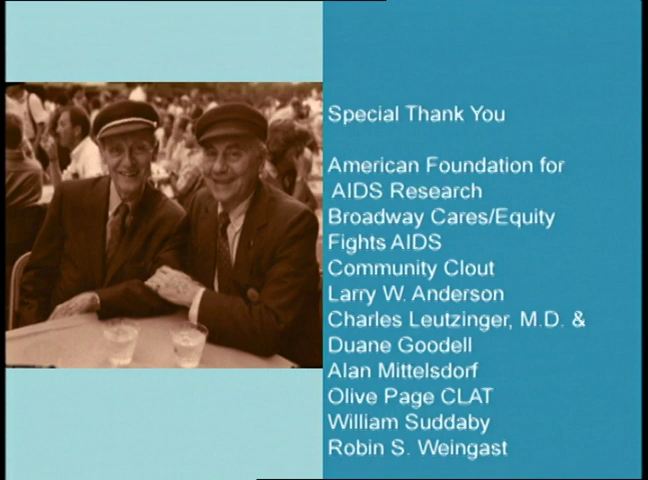 Special Thank You
American Foundation for
AIDS Research
Broadway Cares/Equity
Fights AIDS
Community Clout
Larry W. Anderson
Charles Leutzinger, M.D. &
Duane Goodell
Alan Mittelsdorf
Olive Page CLAT
William Suddaby
Robin S. Weingast